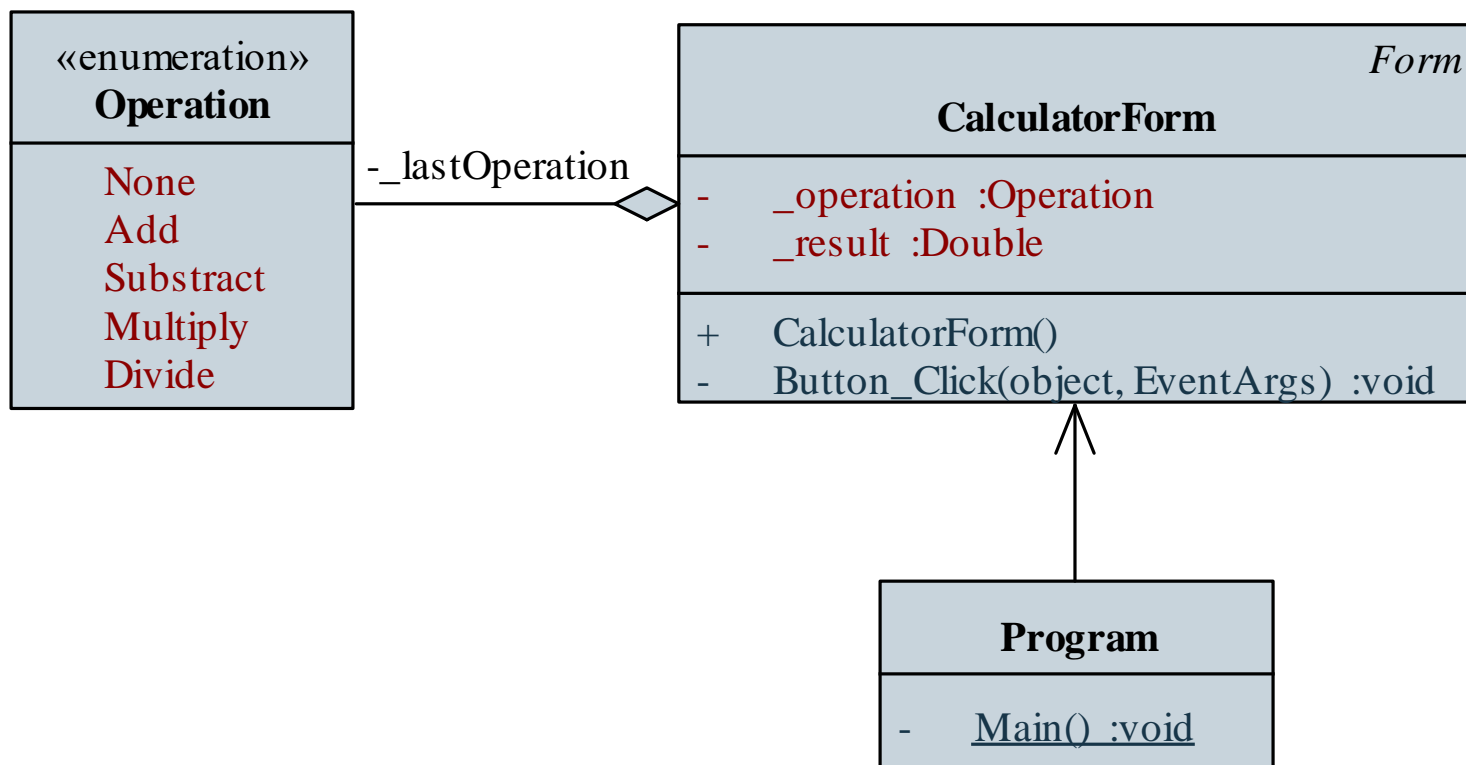 «enumeration»
Operation
None
Add
Substract
Multiply
Divide
-_lastOperation
Form
CalculatorForm
- _operation :Operation
- _result :Double
+ CalculatorForm()
- Button_Click(object, EventArgs) :void
Program
- Main() :void